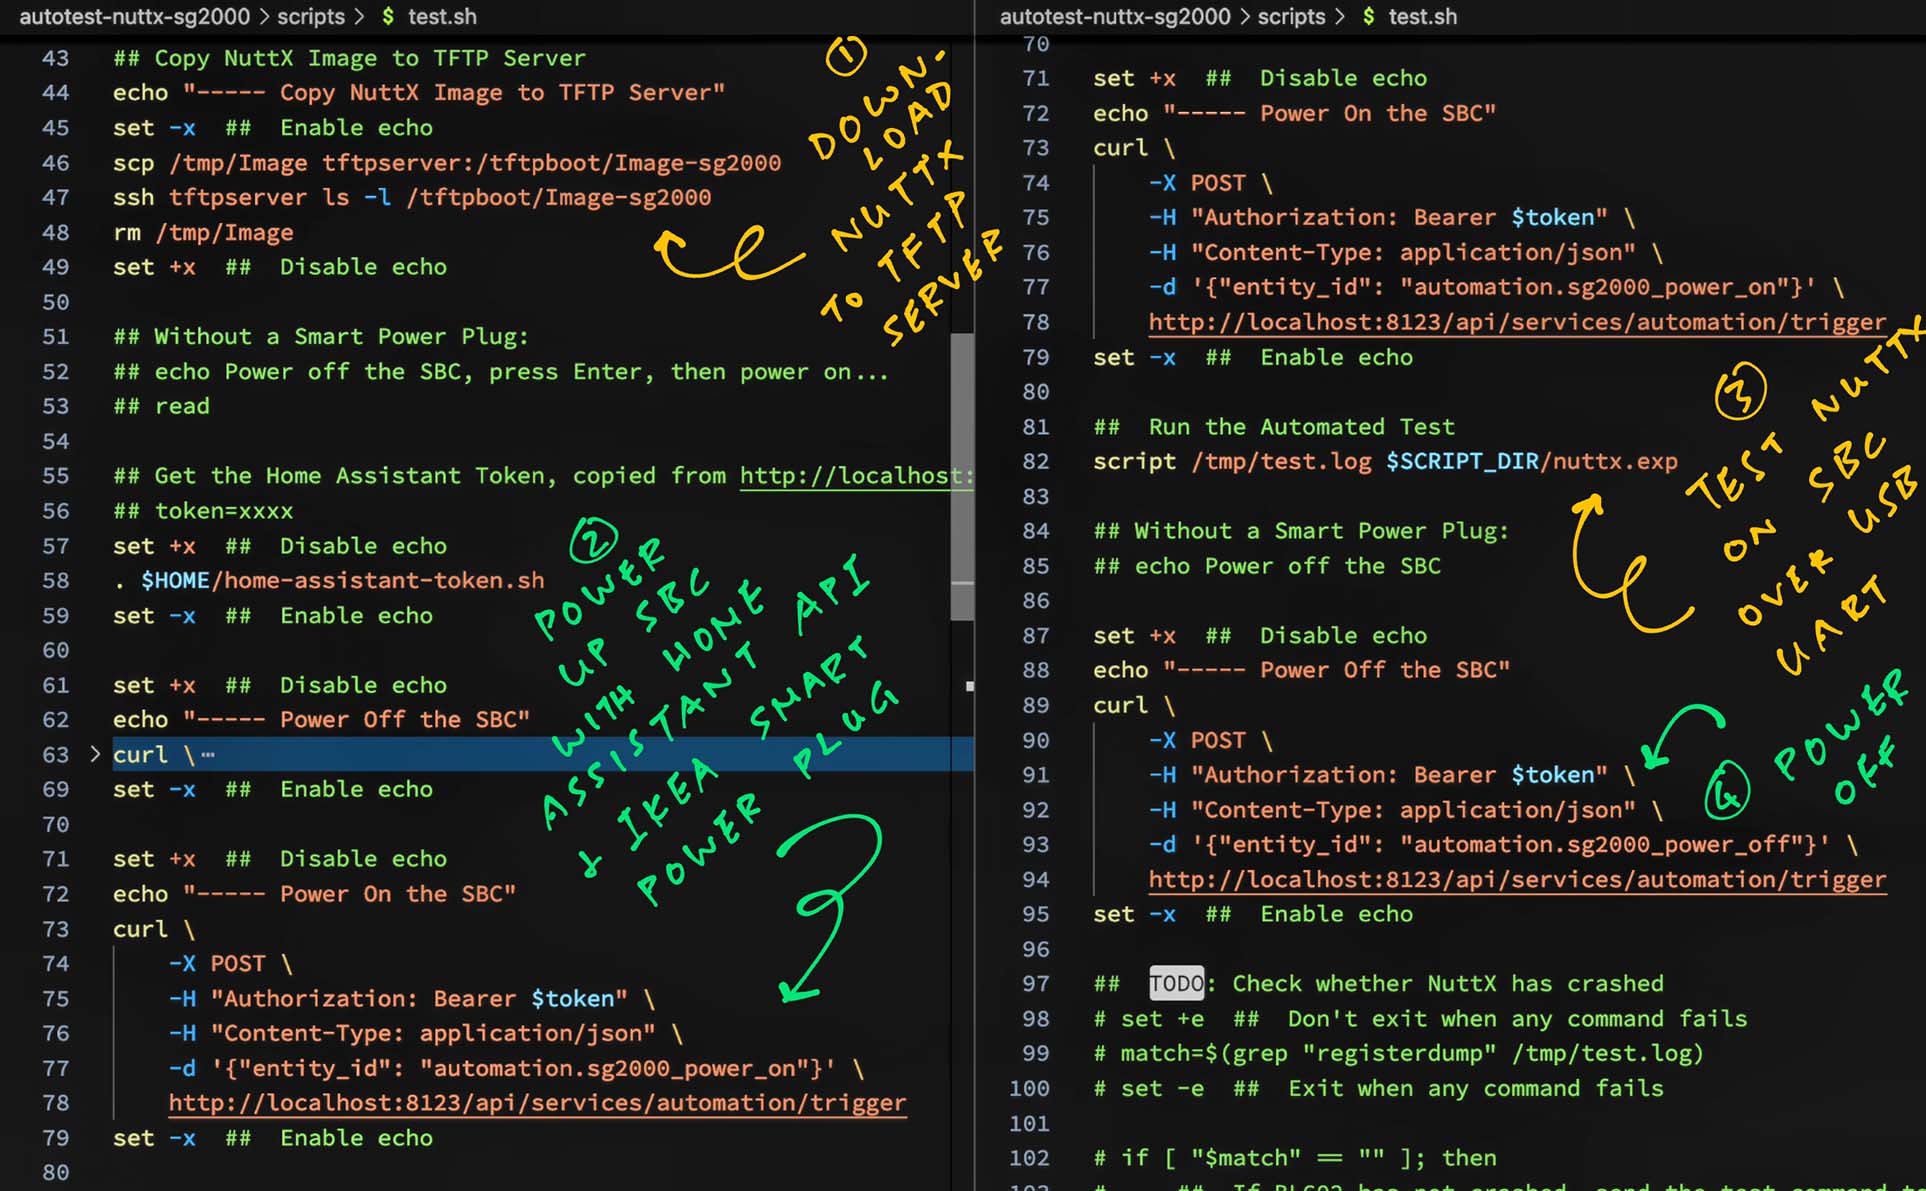 autotest-nuttx-sg2000 > scripts > $ test.sh
43 ## Copy NuttX Image to TFTP Server
44 echo "----- Copy NuttX Image to TFTP Server"
45 set -x  ##  Enable echo
46 scp /tmp/Image tftpserver:/tftpboot/Image-sg2000
47 ssh tftpserver ls -l /tftpboot/Image-sg2000
48 rm /tmp/Image
49 set +x  ##  Disable echo
50
51 ## Without a Smart Power Plug:
52 ## echo Power off the SBC, press Enter, then power on...
53 ## read
54
55 ## Get the Home Assistant Token, copied from http://localhost:
56 ## token=xxxx
57 set +x  ##  Disable echo
58 . $HOME/home-assistant-token.sh
59 set -x  ##  Enable echo
60
61 set +x  ##  Disable echo
62 echo "----- Power Off the SBC"
63 > curl \ ⋯
69 set -x  ##  Enable echo
70
71 set +x  ##  Disable echo
72 echo "----- Power On the SBC"
73 curl \
74     -X POST \
75     -H "Authorization: Bearer $token" \
76     -H "Content-Type: application/json" \
77     -d '{"entity_id": "automation.sg2000_power_on"}' \
78     http://localhost:8123/api/services/automation/trigger
79 set -x  ##  Enable echo
80
① DOWN-
LOAD
NUTTX
TO TFTP
SERVER
② POWER
UP SBC
WITH HOME
ASSISTANT API
& IKEA SMART
POWER PLUG
autotest-nuttx-sg2000 > scripts > $ test.sh
70
71 set +x  ##  Disable echo
72 echo "----- Power On the SBC"
73 curl \
74     -X POST \
75     -H "Authorization: Bearer $token" \
76     -H "Content-Type: application/json" \
77     -d '{"entity_id": "automation.sg2000_power_on"}' \
78     http://localhost:8123/api/services/automation/trigger
79 set -x  ##  Enable echo
80
81 ##  Run the Automated Test
82 script /tmp/test.log $SCRIPT_DIR/nuttx.exp
83
84 ## Without a Smart Power Plug:
85 ## echo Power off the SBC
86
87 set +x  ##  Disable echo
88 echo "----- Power Off the SBC"
89 curl \
90     -X POST \
91     -H "Authorization: Bearer $token" \
92     -H "Content-Type: application/json" \
93     -d '{"entity_id": "automation.sg2000_power_off"}' \
94     http://localhost:8123/api/services/automation/trigger
95 set -x  ##  Enable echo
96
97 ##  TODO: Check whether NuttX has crashed
98 # set +e  ##  Don't exit when any command fails
99 # match=$(grep "registerdump" /tmp/test.log)
100 # set -e  ##  Exit when any command fails
101
102 # if [ "$match" == "" ]; then
③ TEST NUTTX
ON SBC
OVER USB
UART
④ POWER
OFF